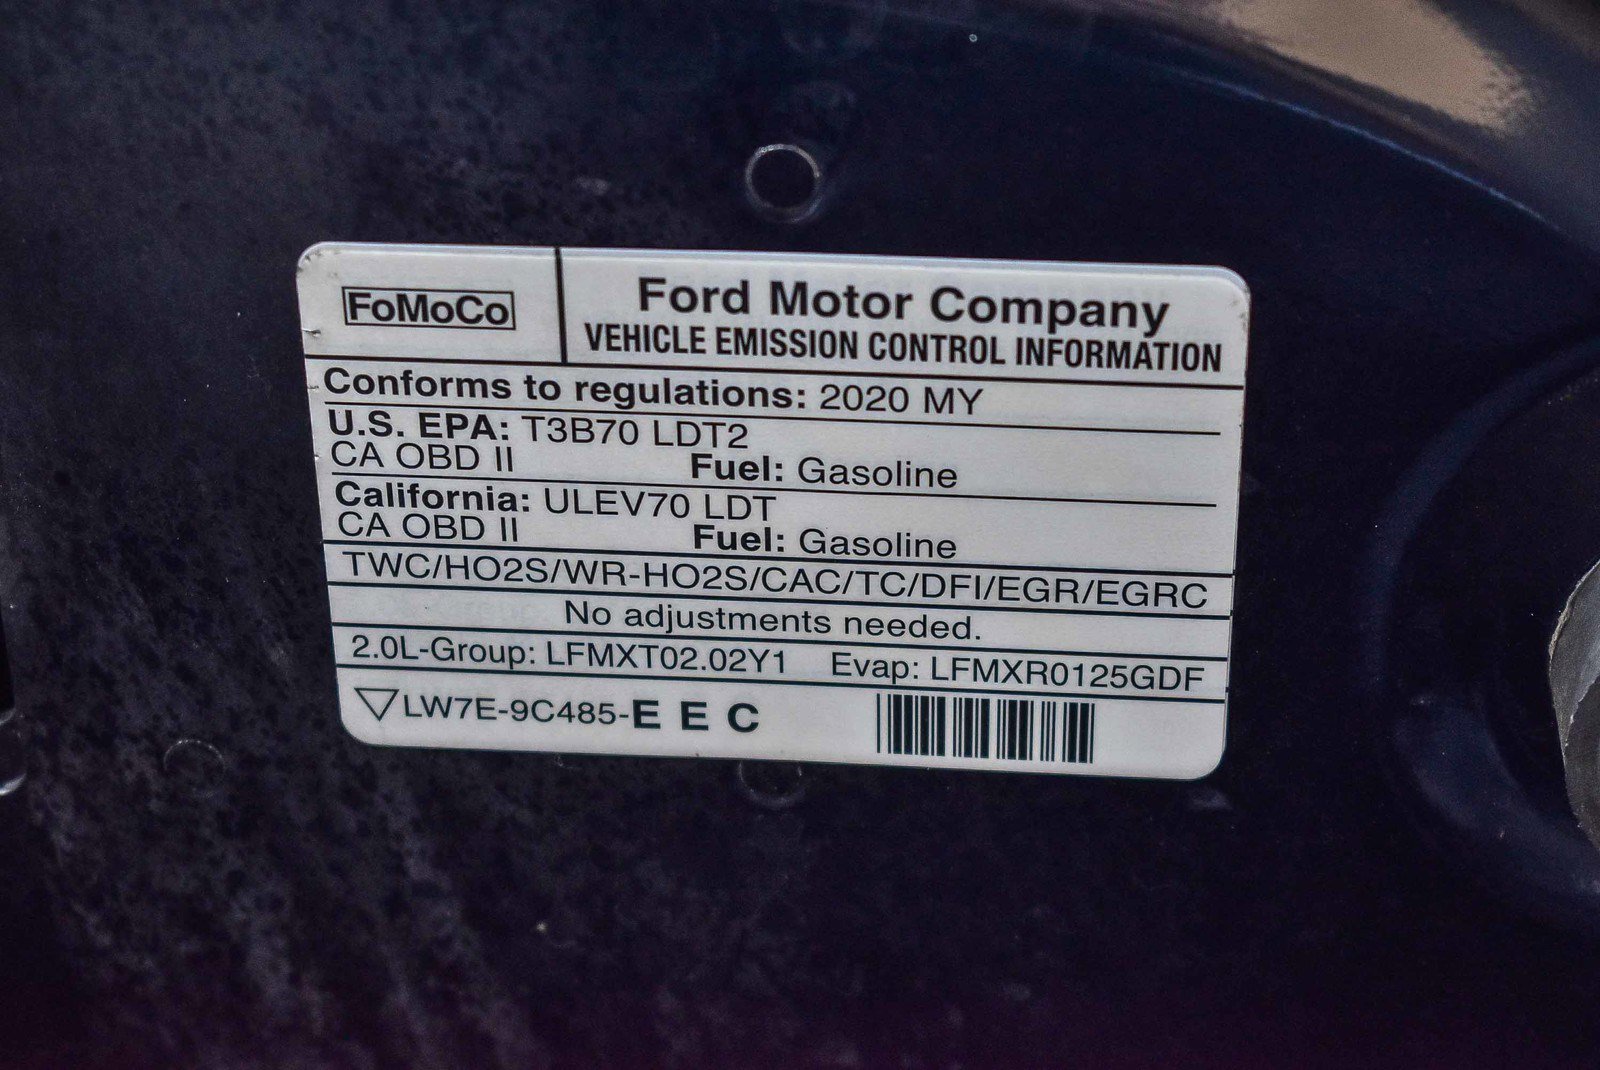 FoMoCo
Ford Motor Company
VEHICLE EMISSION CONTROL INFORMATION
Conforms to regulations: 2020 MY
U.S. EPA: T3B70 LDT2
CA OBD II Fuel: Gasoline
California: ULEV70 LDT
CA OBD II Fuel: Gasoline
TWC/HO2S/WR-HO2S/CAC/TC/DFI/EGR/EGRC
No adjustments needed.
2.0L-Group: LFMXT02.02Y1 Evap: LFMXR0125GDF
LW7E-9C485-E E C